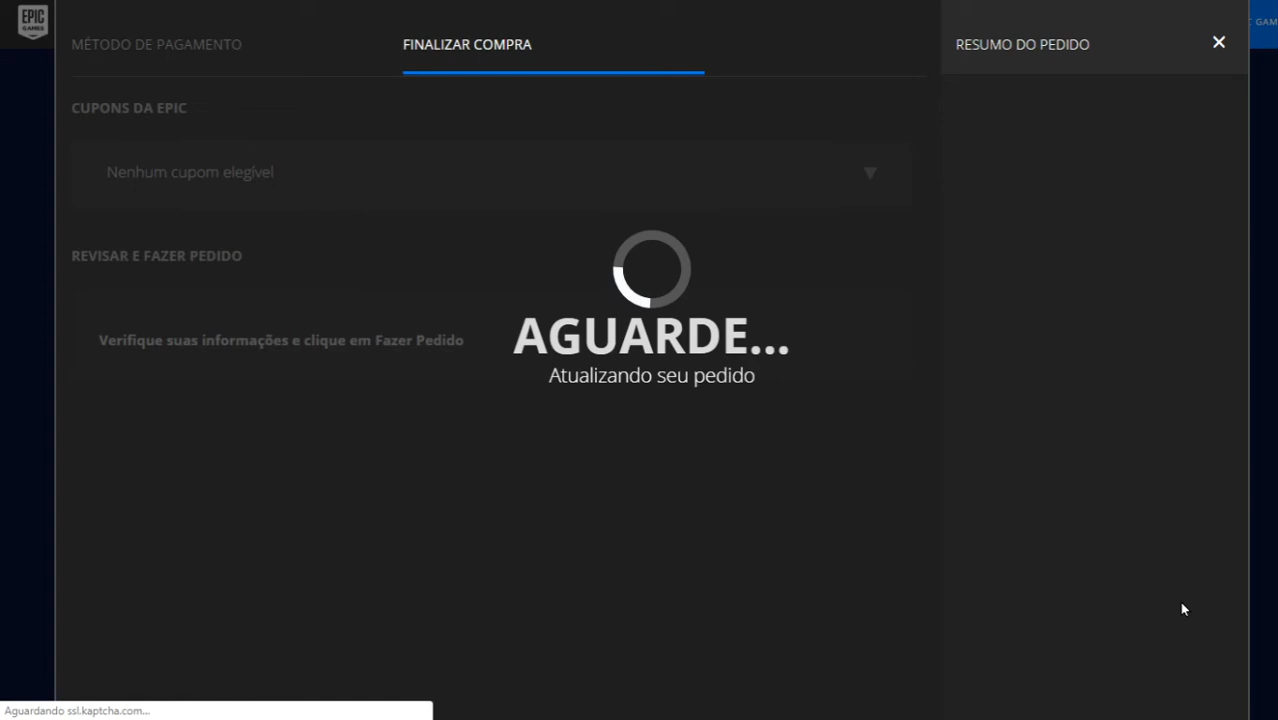 EPIC
GAMES
MÉTODO DE PAGAMENTO
FINALIZAR COMPRA
RESUMO DO PEDIDO
C GAM
CUPONS DA EPIC
Nenhum cupom elegível
REVISAR E FAZER PEDIDO
Verifique suas informações e clique em Fazer Pedido
AGUARDE...
Atualizando seu pedido
Aguardando ssl.kaptcha.com...